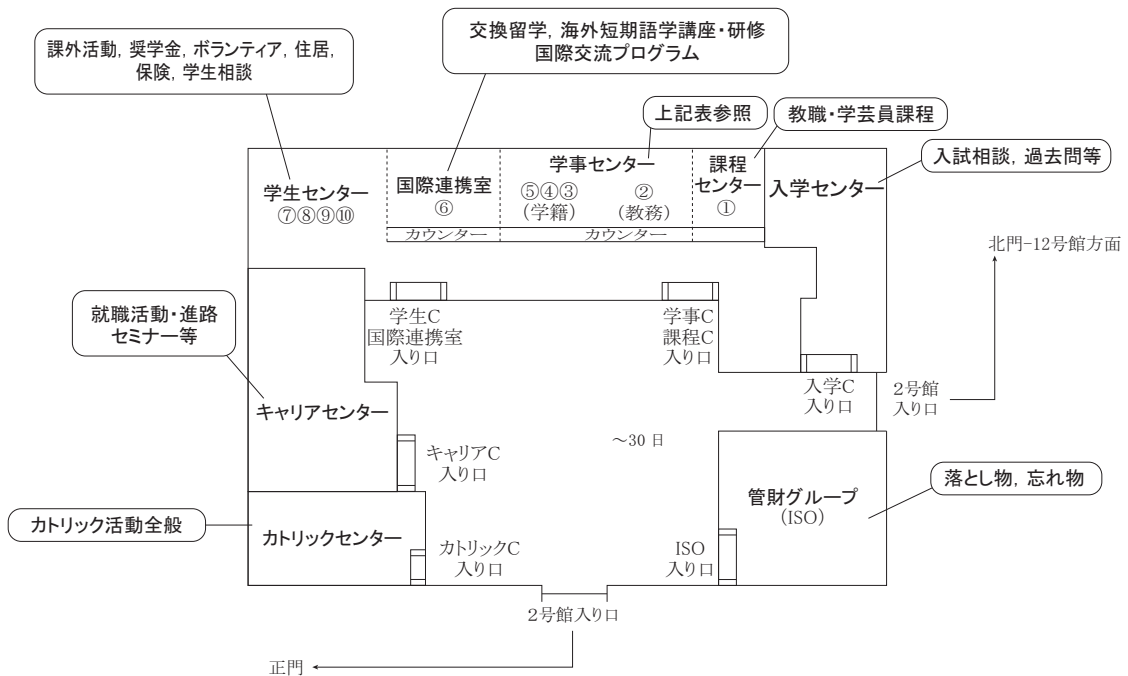 交換留学, 海外短期語学講座・研修
国際交流プログラム
課外活動, 奨学金, ボランティア, 住居,
保険, 学生相談
上記表参照
教職・学芸員課程
入試相談, 過去問等
学生センター
⑦⑧⑨⑩
国際連携室
⑥
学事センター
⑤④③
(学籍)
②
(教務)
課程
センター
①
入学センター
カウンター
カウンター
北門−12号館方面
就職活動・進路
セミナー等
学生C
国際連携室
入り口
学事C
課程C
入り口
入学C
入り口
2号館
入り口
キャリアセンター
キャリアC
入り口
~30 日
管財グループ
(ISO)
落とし物, 忘れ物
カトリック活動全般
カトリックセンター
カトリックC
入り口
ISO
入り口
2号館入り口
正門